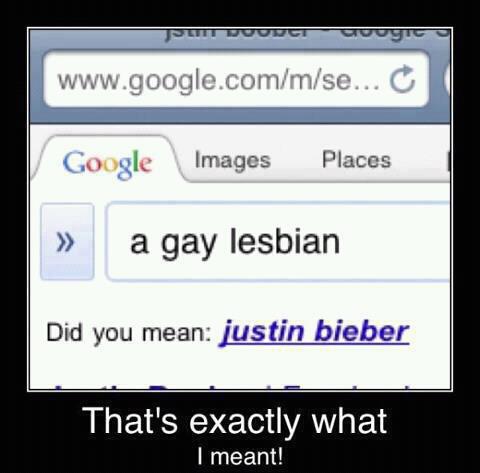 www.google.com/m/se...
Google Images Places
» a gay lesbian
Did you mean: justin bieber
That's exactly what
I meant!